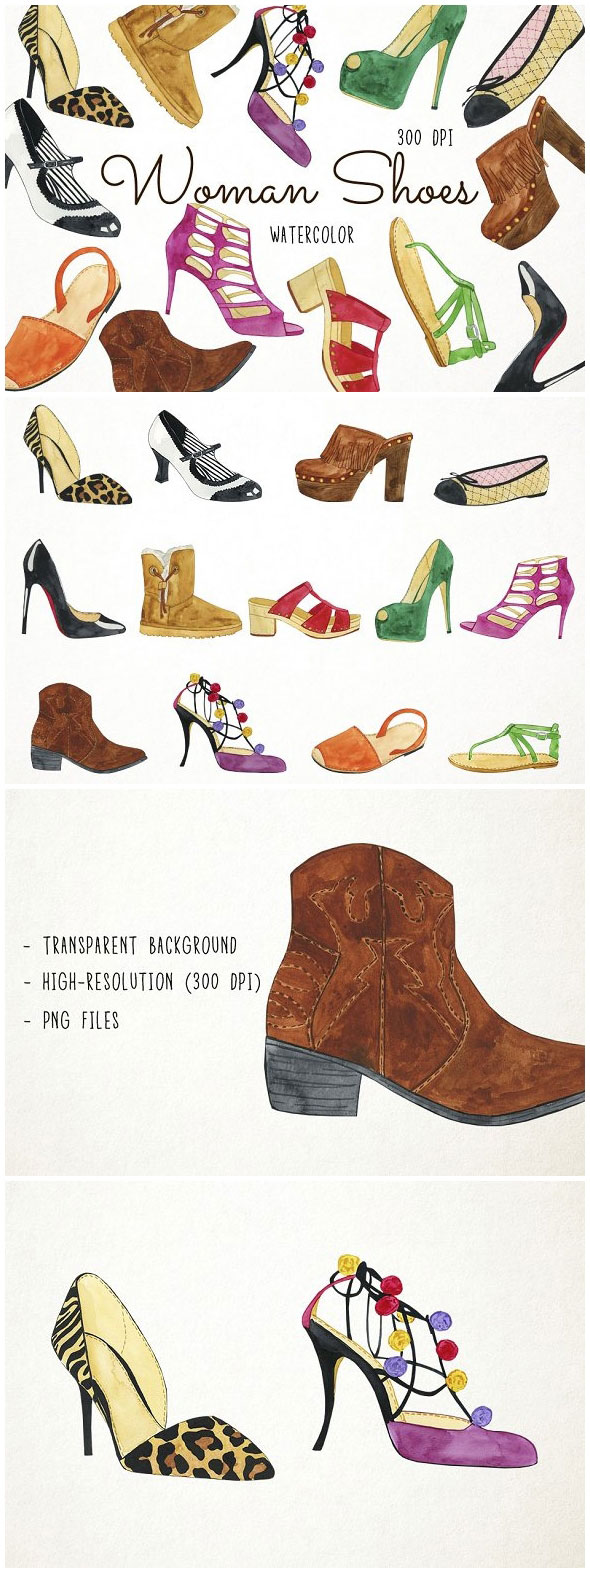 300 DPI
Woman Shoes
WATERCOLOR
- TRANSPARENT BACKGROUND
- HIGH-RESOLUTION (300 DPI)
- PNG FILES